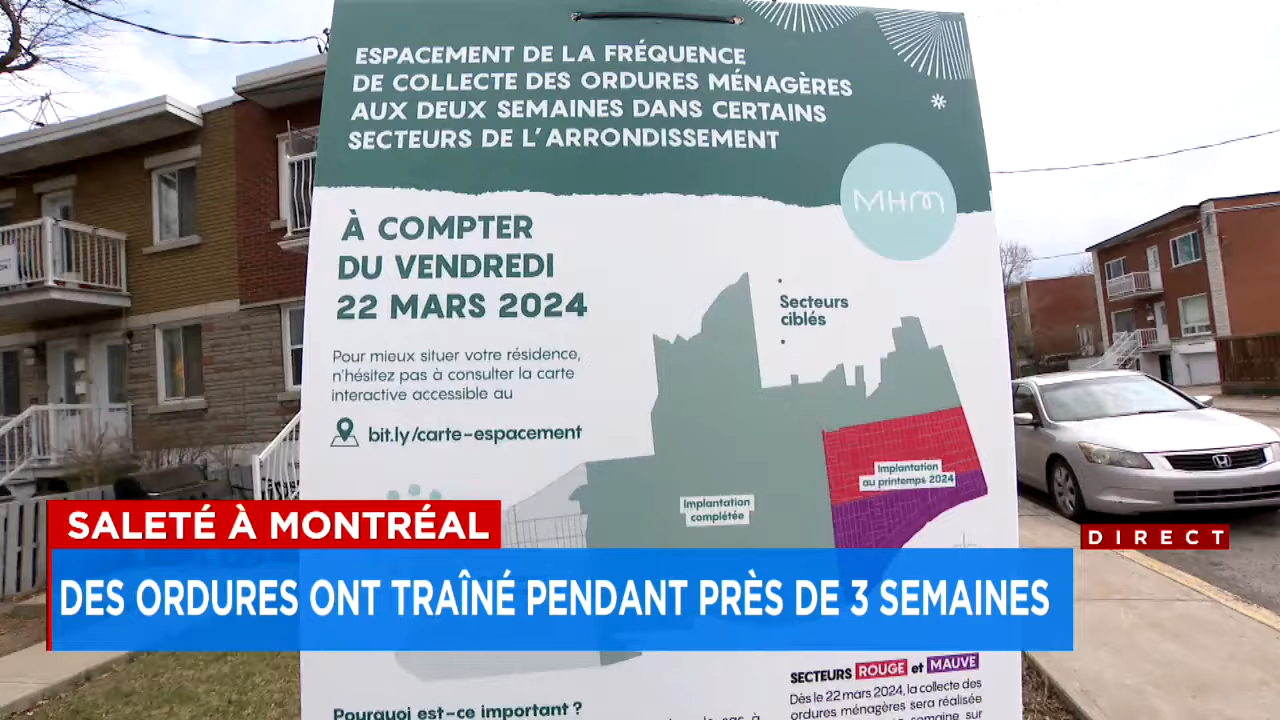 ESPACEMENT DE LA FRÉQUENCE
DE COLLECTE DES ORDURES MÉNAGÈRES
AUX DEUX SEMAINES DANS CERTAINS
SECTEURS DE L'ARRONDISSEMENT
MHM
À COMPTER
DU VENDREDI
22 MARS 2024
Secteurs
ciblés
Pour mieux situer votre résidence,
n'hésitez pas à consulter la carte
interactive accessible au
bit.ly/carte-espacement
Implantation
au printemps 2024
Implantation
complétée
SALETÉ À MONTRÉAL
DIRECT
DES ORDURES ONT TRAÎNÉ PENDANT PRÈS DE 3 SEMAINES
SECTEURS ROUGE et MAUVE
Dès le 22 mars 2024, la collecte des
ordures ménagères sera réalisée
semaine sur
Pourquoi est-ce important ?